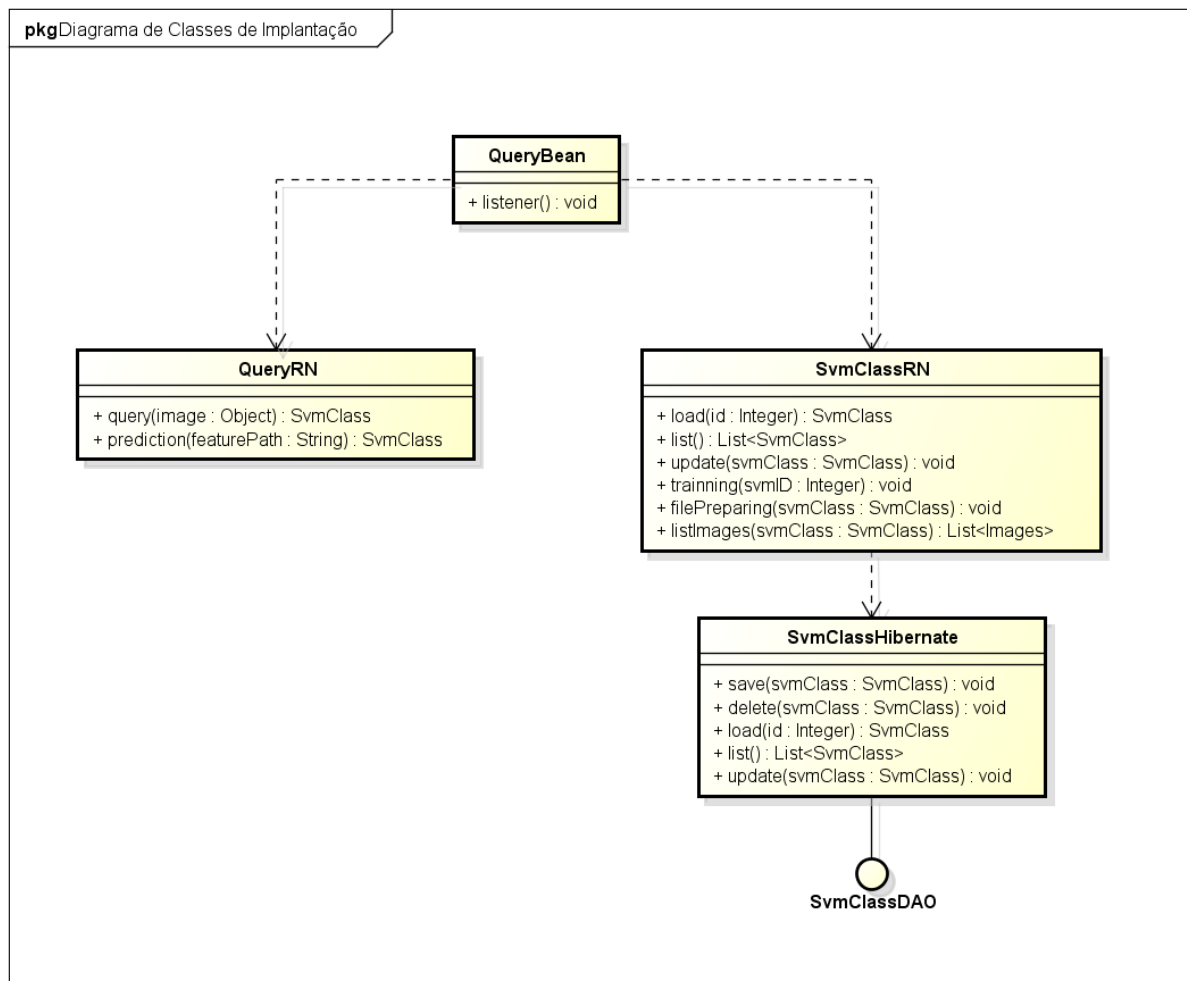 pkgDiagrama de Classes de Implantação
QueryBean
+ listener() : void
QueryRN
+ query(image : Object) : SvmClass
+ prediction(featurePath : String) : SvmClass
SvmClassRN
+ load(id : Integer) : SvmClass
+ list() : List<SvmClass>
+ update(svmClass : SvmClass) : void
+ trainning(svmID : Integer) : void
+ filePreparing(svmClass : SvmClass) : void
+ listImages(svmClass : SvmClass) : List<Images>
SvmClassHibernate
+ save(svmClass : SvmClass) : void
+ delete(svmClass : SvmClass) : void
+ load(id : Integer) : SvmClass
+ list() : List<SvmClass>
+ update(svmClass : SvmClass) : void
SvmClassDAO